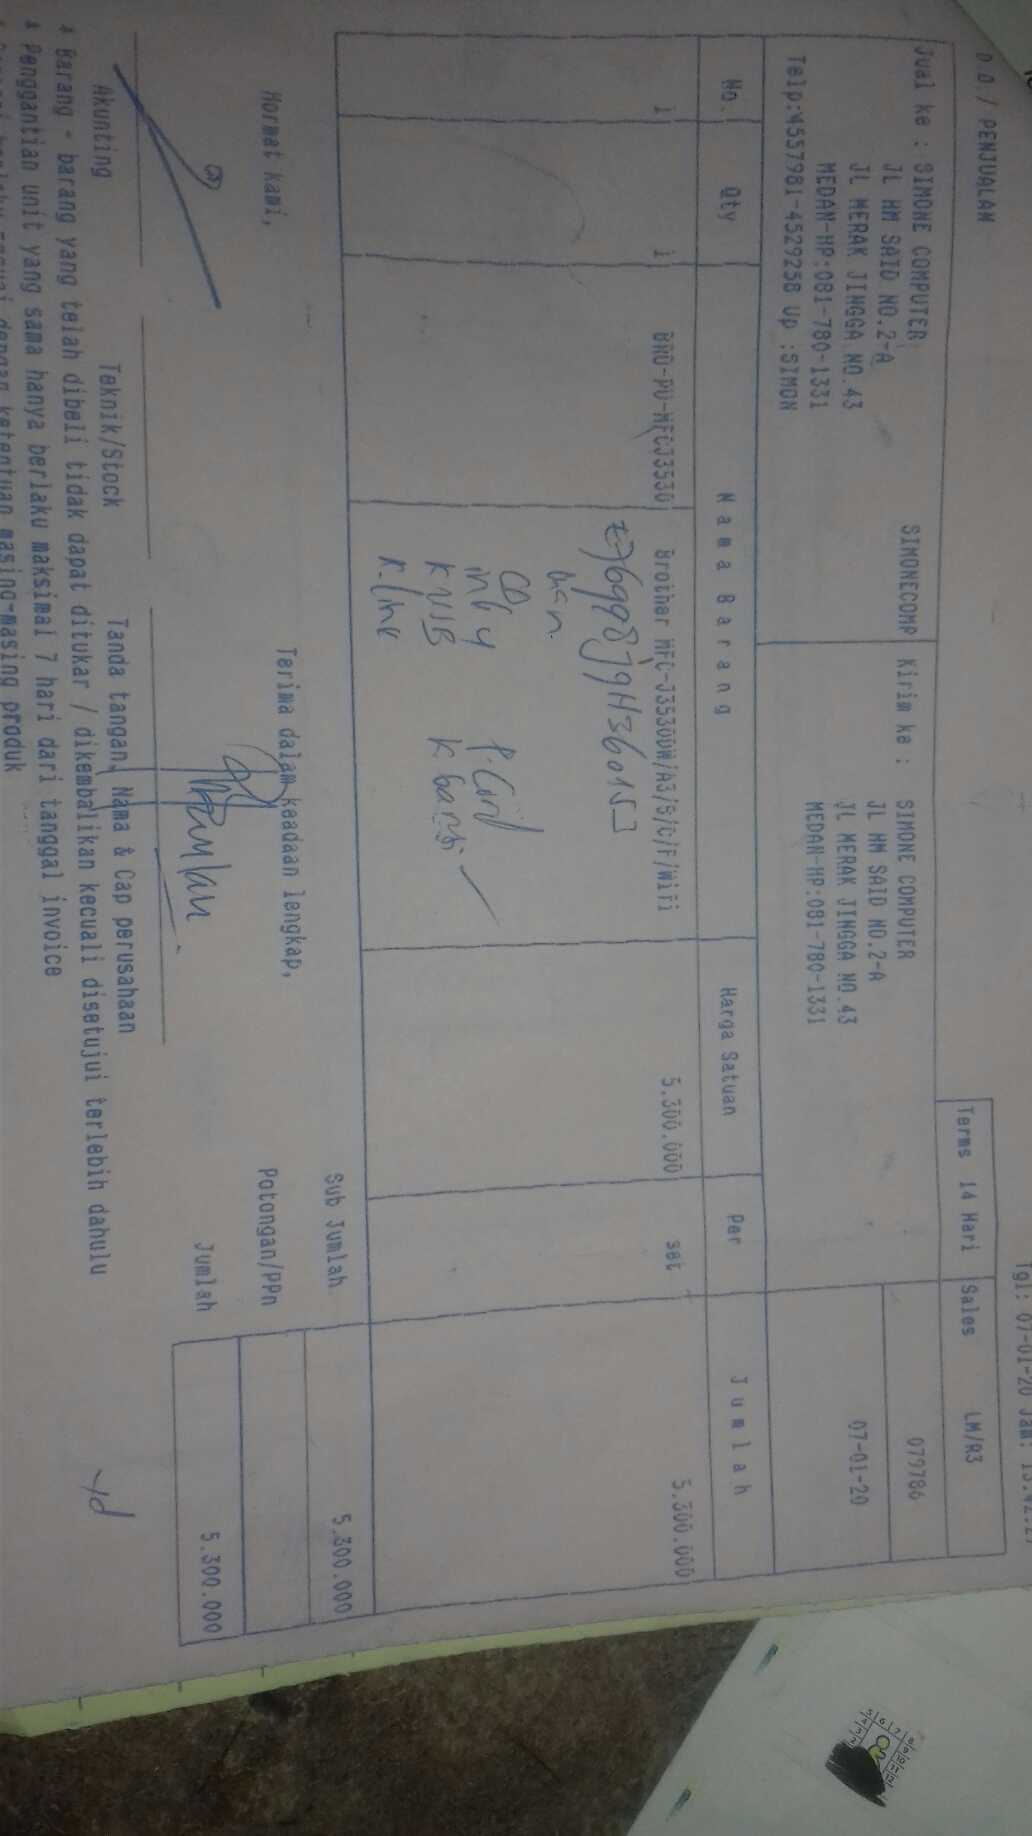 Tgl: 07-01-20 Jam:
D.O./ PENJUALAN
Terms 14 Hari Sales LM/R3
Jual ke : SIMONE COMPUTER SIMONECOMP Kirim ke : SIMONE COMPUTER 079786
JL HM SAID NO.2-A JL HM SAID NO.2-A
JL MERAK JINGGA NO.43 JL MERAK JINGGA NO.43 07-01-20
MEDAN-HP:081-780-1331 MEDAN-HP:081-780-1331
Telp:4557981-4529258 Up :SIMON
No. Qty Nama Barang Harga Satuan Per Jumlah
1 1 BRO-PU-MFCJ3530 Brother MFC-J3530DW/A3/S/C/F/Wifi 5.300.000 set 5.300.000
man
CD
K USB
K.line
Sub Jumlah 5.300.000
Hormat kami, Terima dalam keadaan lengkap, Potongan/PPn
Jumlah 5.300.000
Akunting Teknik/Stock Tanda tangan, Nama & Cap perusahaan
* Barang - barang yang telah dibeli tidak dapat ditukar / dikembalikan kecuali disetujui terlebih dahulu
* Penggantian unit yang sama hanya berlaku maksimal 7 hari dari tanggal invoice
dengan ketentuan masing-masing produk